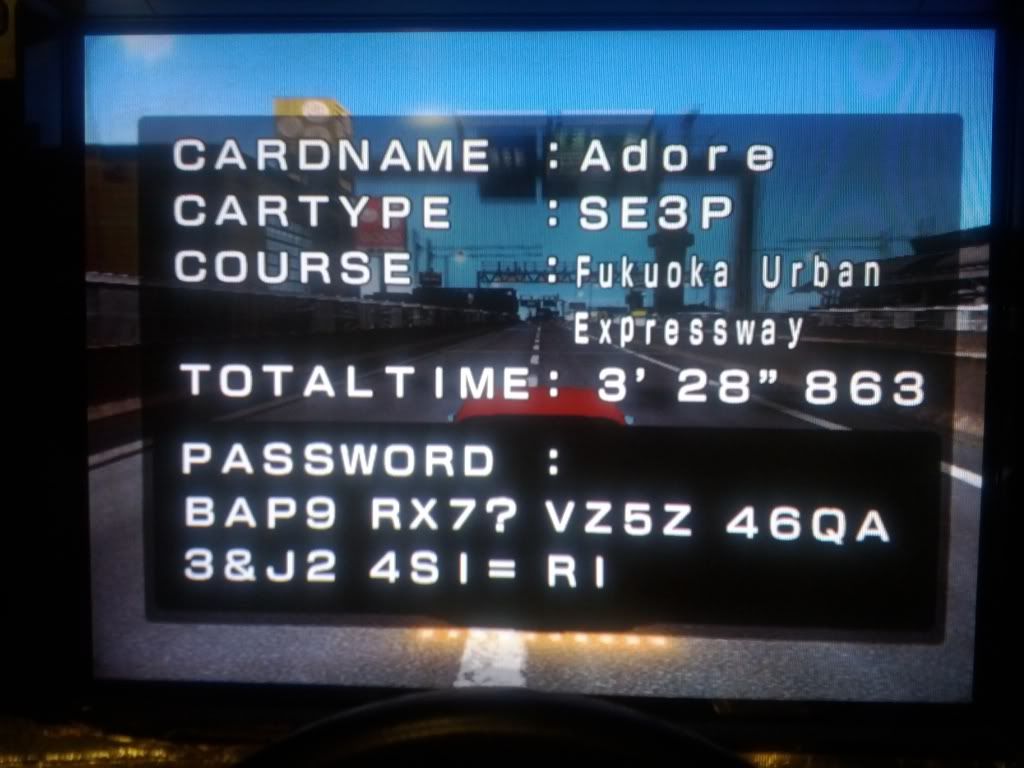 CARDNAME : Adore
CARTYPE : SE3P
COURSE : Fukuoka Urban
Expressway
TOTALTIME: 3' 28” 863
PASSWORD :
BAP9 RX7? VZ5Z 46QA
3&J2 4SI= RI